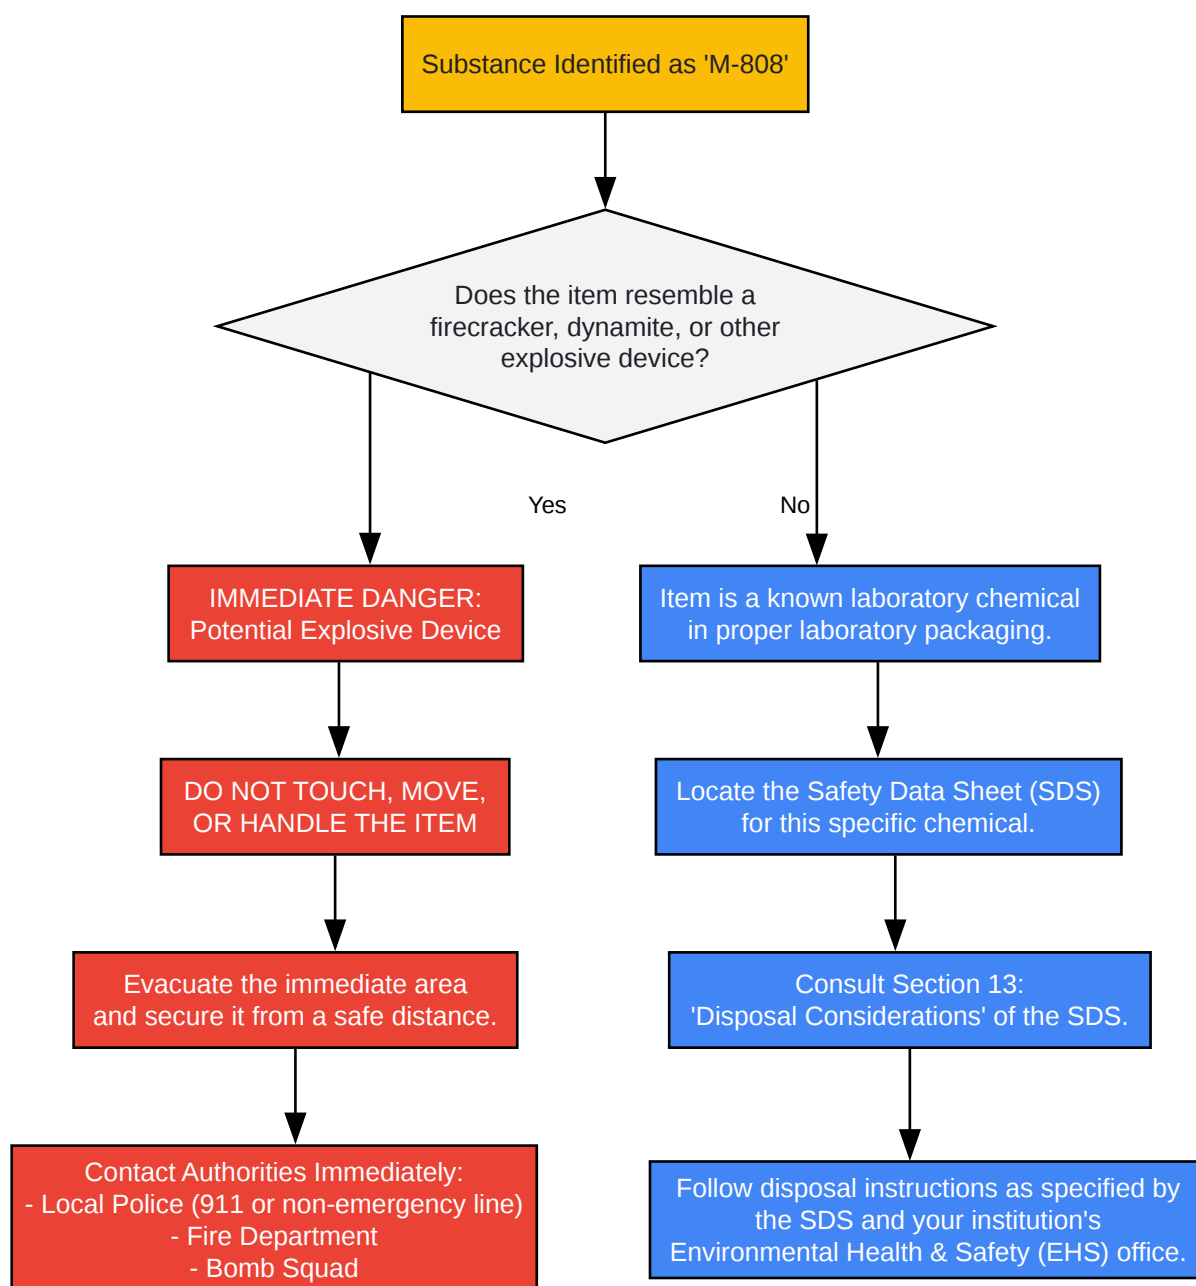 Substance Identified as 'M-808'
Does the item resemble a
firecracker, dynamite, or other
explosive device?
Yes
No
IMMEDIATE DANGER:
Potential Explosive Device
Item is a known laboratory chemical
in proper laboratory packaging.
DO NOT TOUCH, MOVE,
OR HANDLE THE ITEM
Locate the Safety Data Sheet (SDS)
for this specific chemical.
Evacuate the immediate area
and secure it from a safe distance.
Consult Section 13:
'Disposal Considerations' of the SDS.
Contact Authorities Immediately:
- Local Police (911 or non-emergency line)
- Fire Department
- Bomb Squad
Follow disposal instructions as specified by
the SDS and your institution's
Environmental Health & Safety (EHS) office.